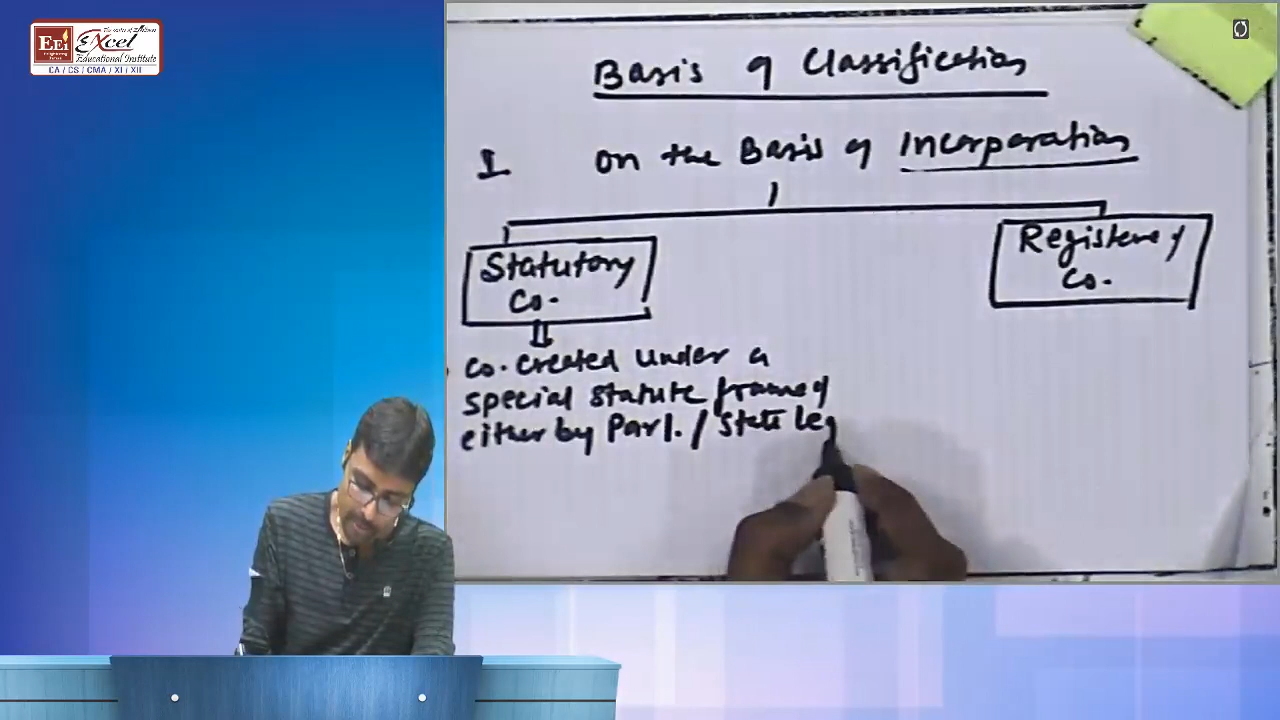 EEi
Excel
Educational Institute
CA / CS / CMA / XI / XII
Basis of Classification
I on the Basis of Incorporation
Statutory
Co.
Registered
Co.
Co. created under a
special statute framed
either by Parl. / State Leg